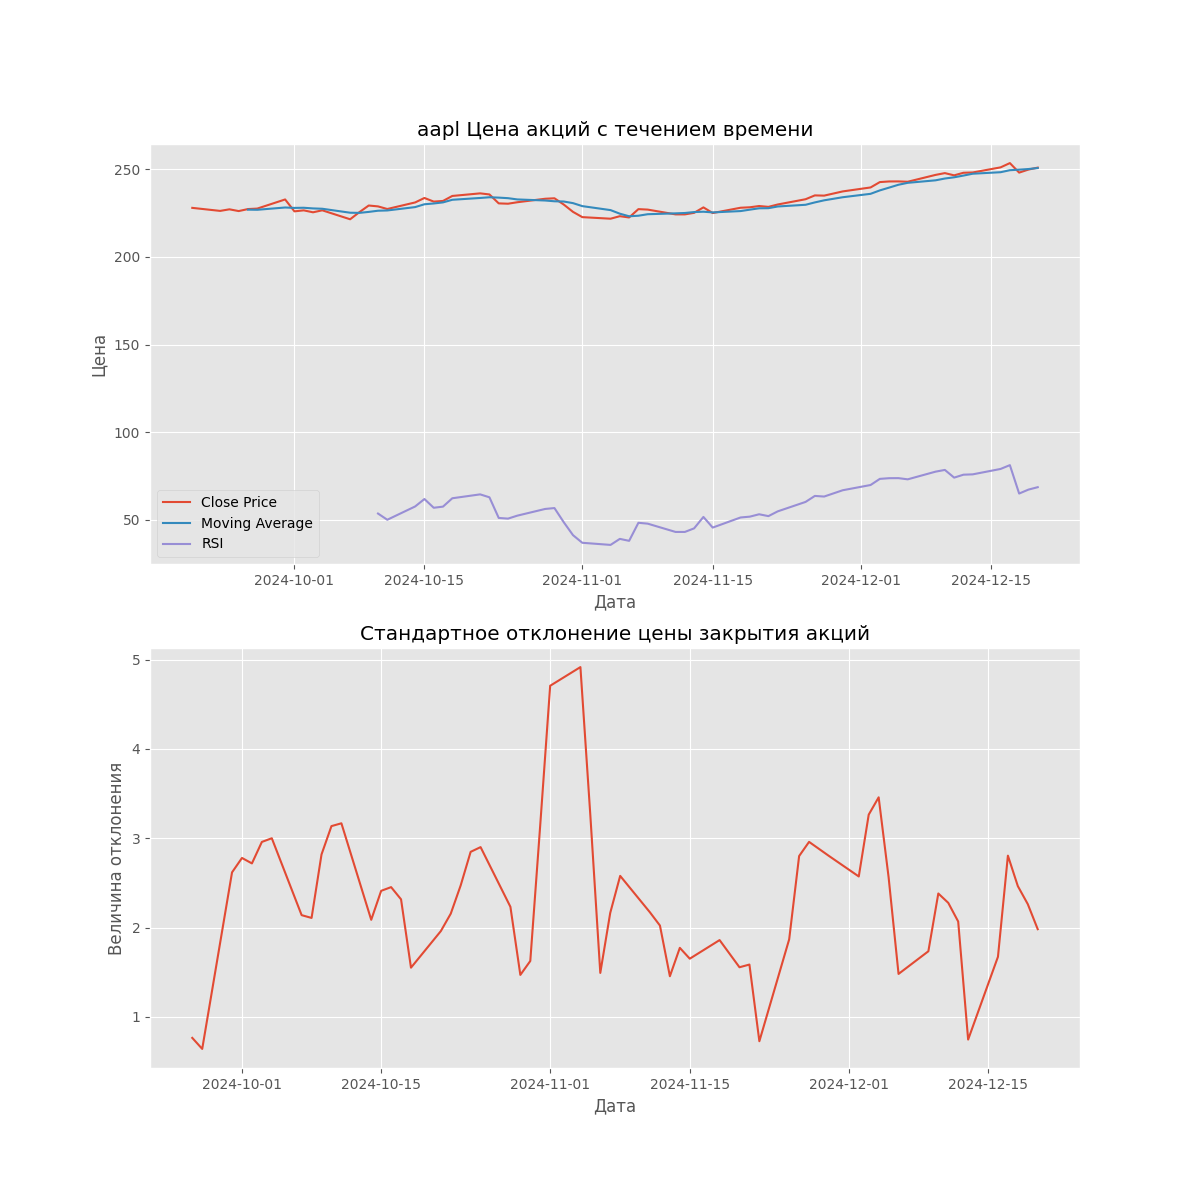 aapl Цена акций с течением времени
250
200
150
100
50
Цена
Close Price
Moving Average
RSI
2024-10-01 2024-10-15 2024-11-01 2024-11-15 2024-12-01 2024-12-15
Дата
Стандартное отклонение цены закрытия акций
5
4
3
2
1
Величина отклонения
2024-10-01 2024-10-15 2024-11-01 2024-11-15 2024-12-01 2024-12-15
Дата